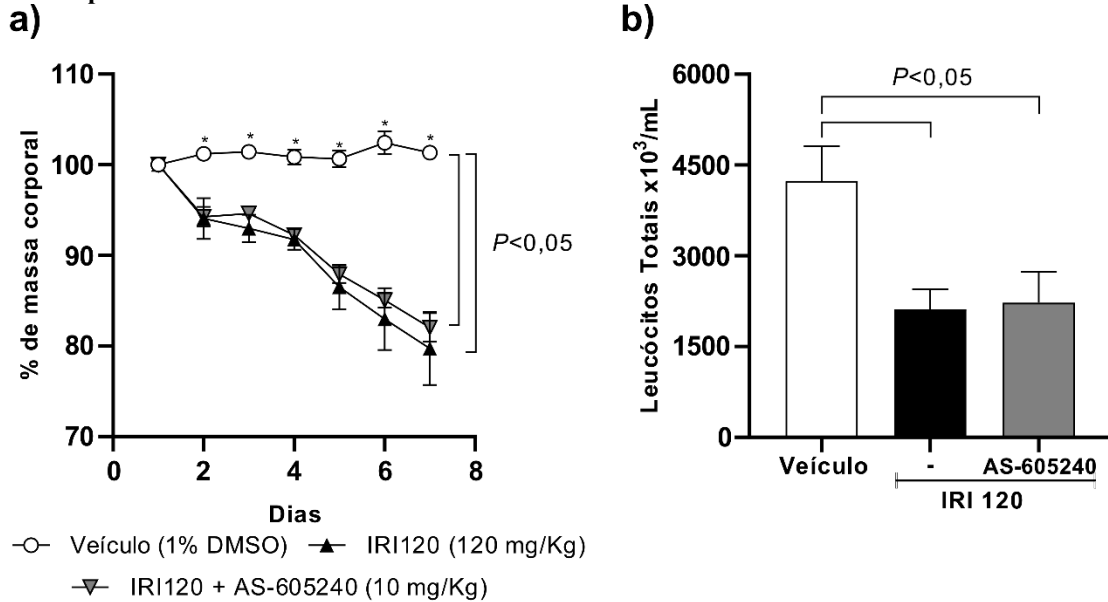 a)
110
100
90
80
70
% de massa corporal
* * * * * *
P<0,05
0 2 4 6 8
Dias
Veículo (1% DMSO) IRI120 (120 mg/Kg)
IRI120 + AS-605240 (10 mg/Kg)
b)
6000
4500
3000
1500
0
Leucócitos Totais x10³/mL
P<0,05
Veículo - AS-605240
IRI 120